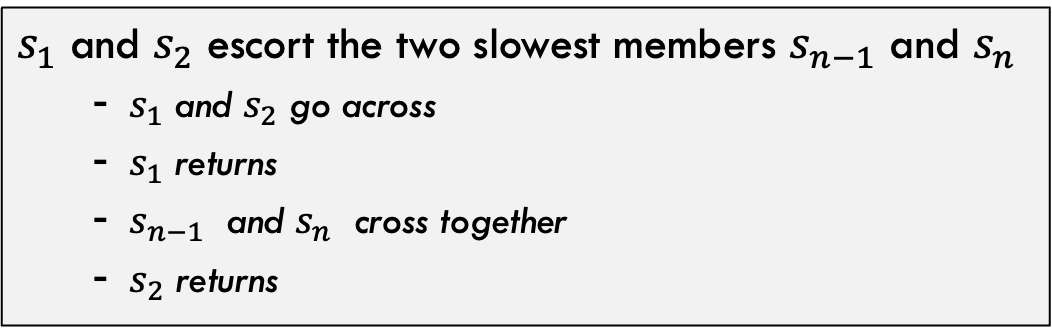 s₁ and s₂ escort the two slowest members sₙ₋₁ and sₙ
- s₁ and s₂ go across
- s₁ returns
- sₙ₋₁ and sₙ cross together
- s₂ returns